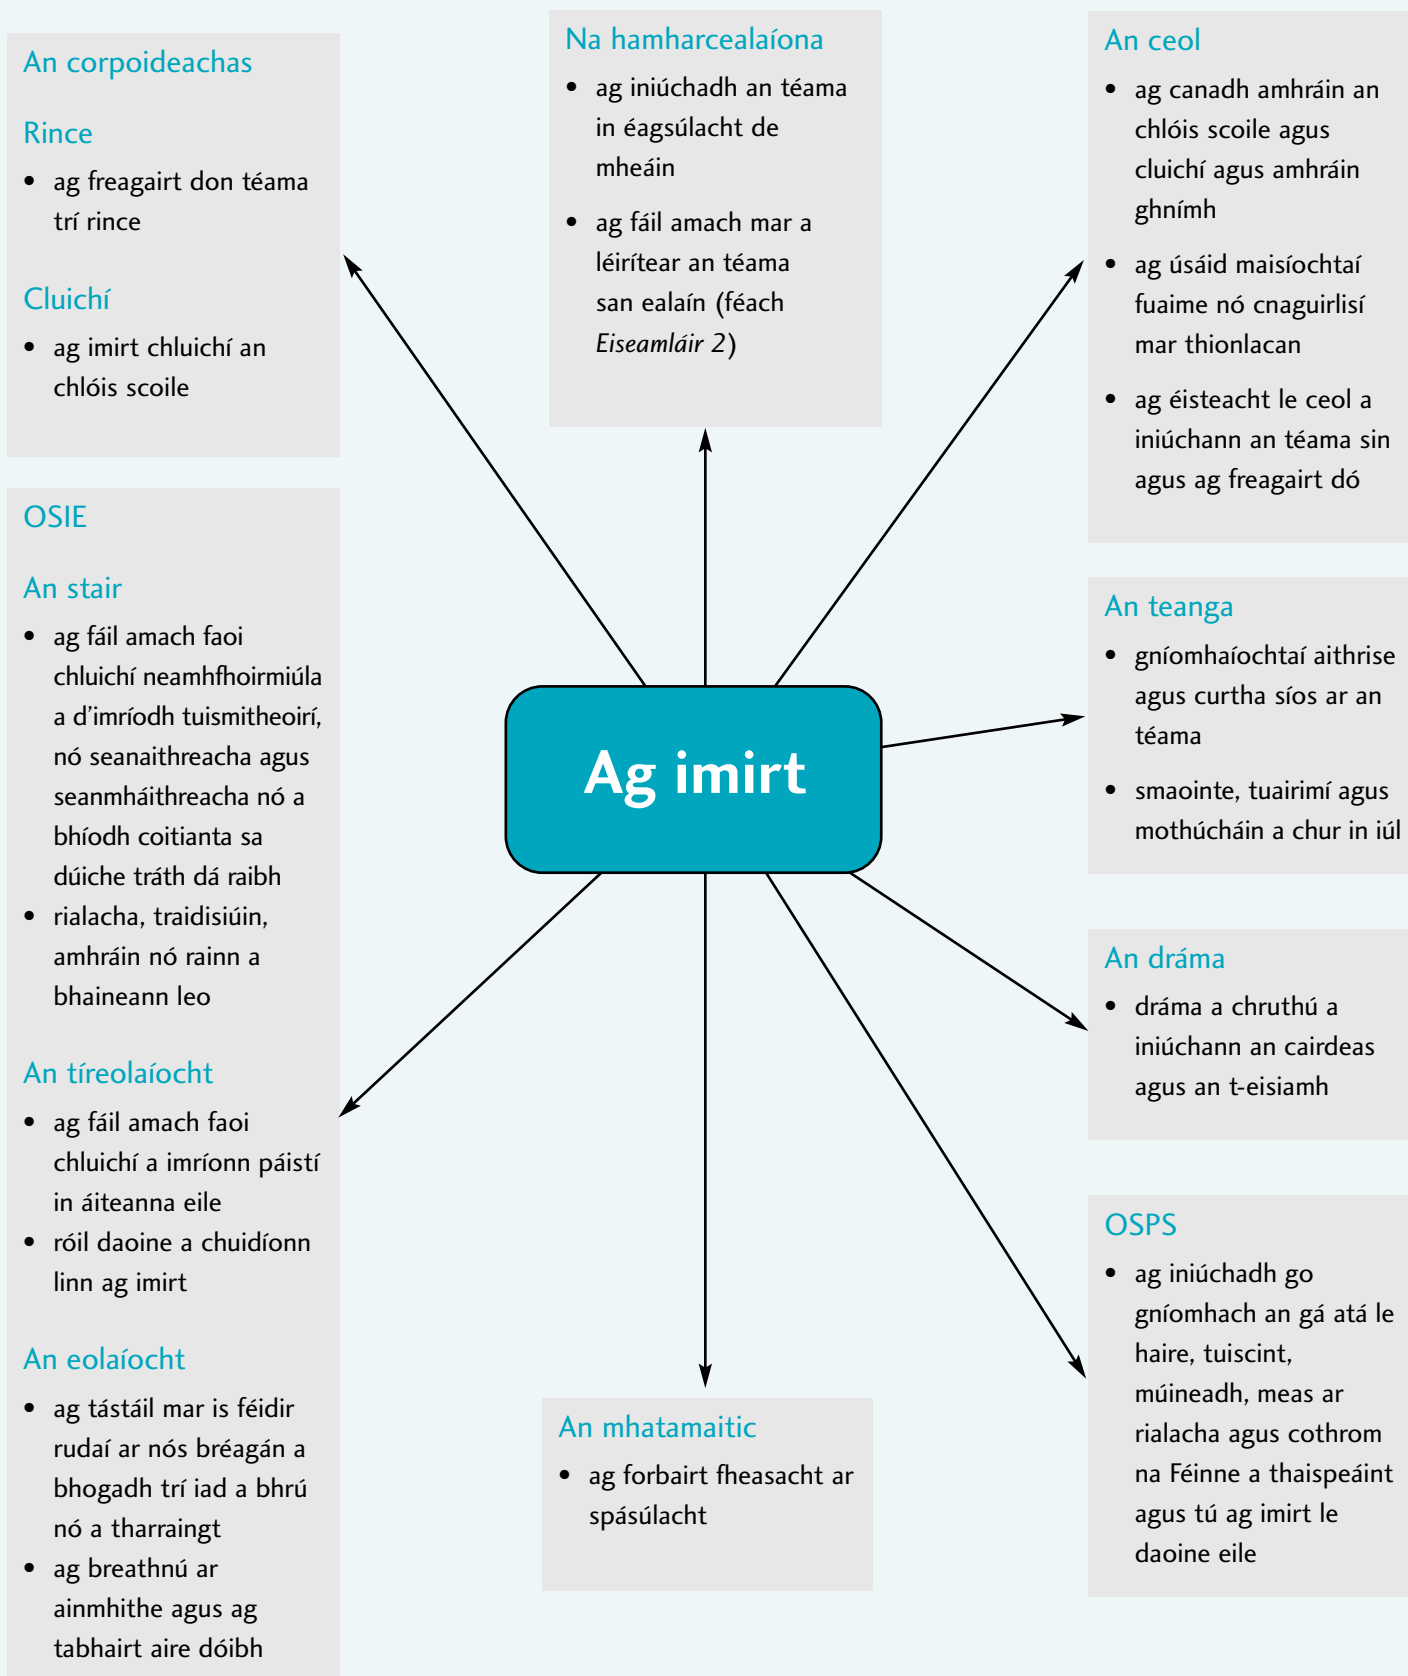 An corpoideachas
Rince
• ag freagairt don téama
trí rince
Cluichí
• ag imirt chluichí an
chlóis scoile
OSIE
An stair
• ag fáil amach faoi
chluichí neamhfhoirmiúla
a d'imríodh tuismitheoirí,
nó seanaithreacha agus
seanmháithreacha nó a
bhíodh coitianta sa
dúiche tráth dá raibh
• rialacha, traidisiúin,
amhráin nó rainn a
bhaineann leo
An tíreolaíocht
• ag fáil amach faoi
chluichí a imríonn páistí
in áiteanna eile
• róil daoine a chuidíonn
linn ag imirt
An eolaíocht
• ag tástáil mar is féidir
rudaí ar nós bréagán a
bhogadh trí iad a bhrú
nó a tharraingt
• ag breathnú ar
ainmhithe agus ag
tabhairt aire dóibh
Na hamharcealaíona
• ag iniúchadh an téama
in éagsúlacht de
mheáin
• ag fáil amach mar a
léirítear an téama
san ealaín (féach
Eiseamláir 2)
Ag imirt
An mhatamaitic
• ag forbairt fheasacht ar
spásúlacht
An ceol
• ag canadh amhráin an
chlóis scoile agus
cluichí agus amhráin
ghnímh
• ag úsáid maisíochtaí
fuaime nó cnaguirlisí
mar thionlacan
• ag éisteacht le ceol a
iniúchann an téama sin
agus ag freagairt dó
An teanga
• gníomhaíochtaí aithrise
agus curtha síos ar an
téama
• smaointe, tuairimí agus
mothúcháin a chur in iúl
An dráma
• dráma a chruthú a
iniúchann an cairdeas
agus an t-eisiamh
OSPS
• ag iniúchadh go
gníomhach an gá atá le
haire, tuiscint,
múineadh, meas ar
rialacha agus cothrom
na Féinne a thaispeáint
agus tú ag imirt le
daoine eile